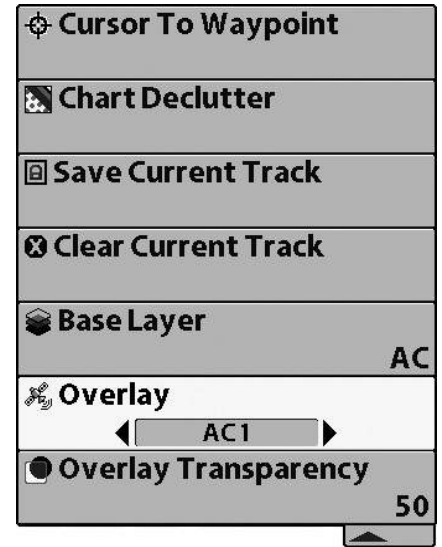 Cursor To Waypoint
Chart Declutter
Save Current Track
Clear Current Track
Base Layer
AC
Overlay
AC1
Overlay Transparency
50